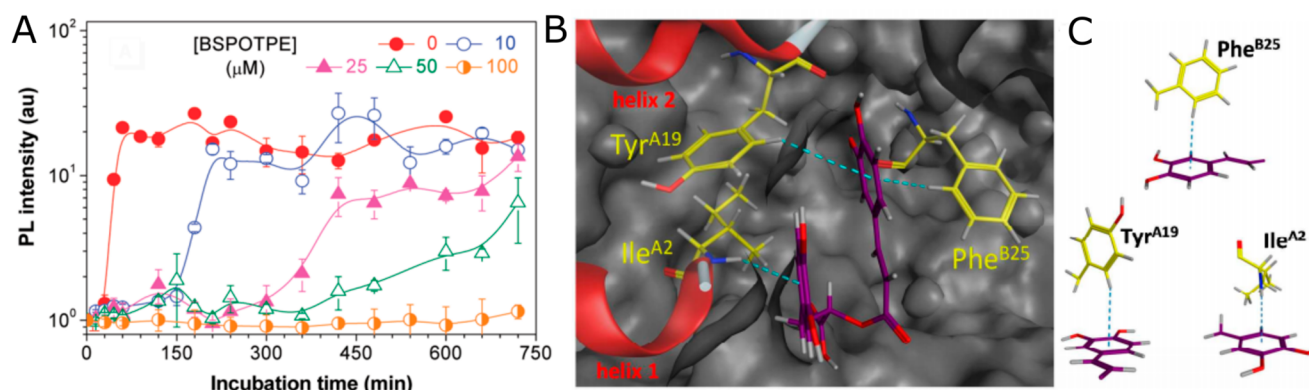 A
[BSPOTPE]
(μM)
0
10
25
50
100
PL intensity (au)
10²
10¹
10⁰
0
150
300
450
600
750
Incubation time (min)
B
helix 2
Tyr^A19
Ile^A2
Phe^B25
helix 1
C
Phe^B25
Tyr^A19
Ile^A2